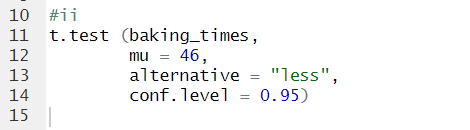 10 #ii
11 t.test (baking_times,
12 mu = 46,
13 alternative = "less",
14 conf.level = 0.95)
15